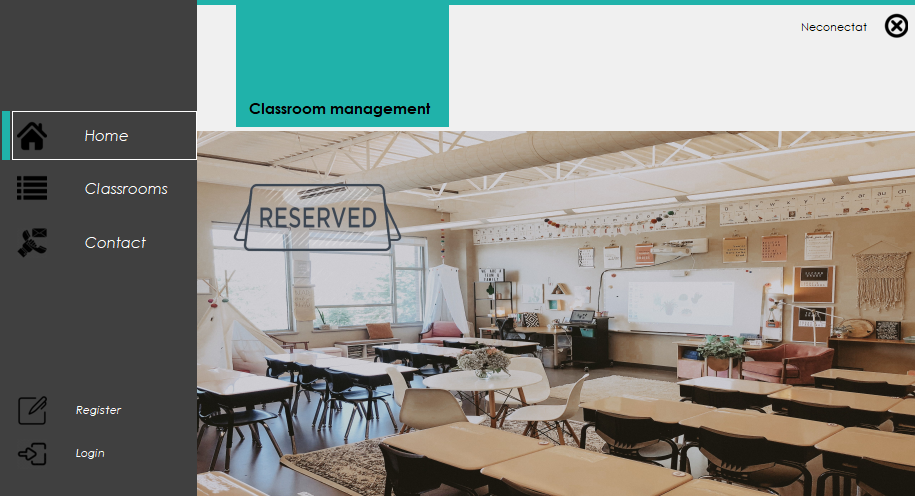 Neconectat
Classroom management
Home
Classrooms
Contact
Register
Login
RESERVED